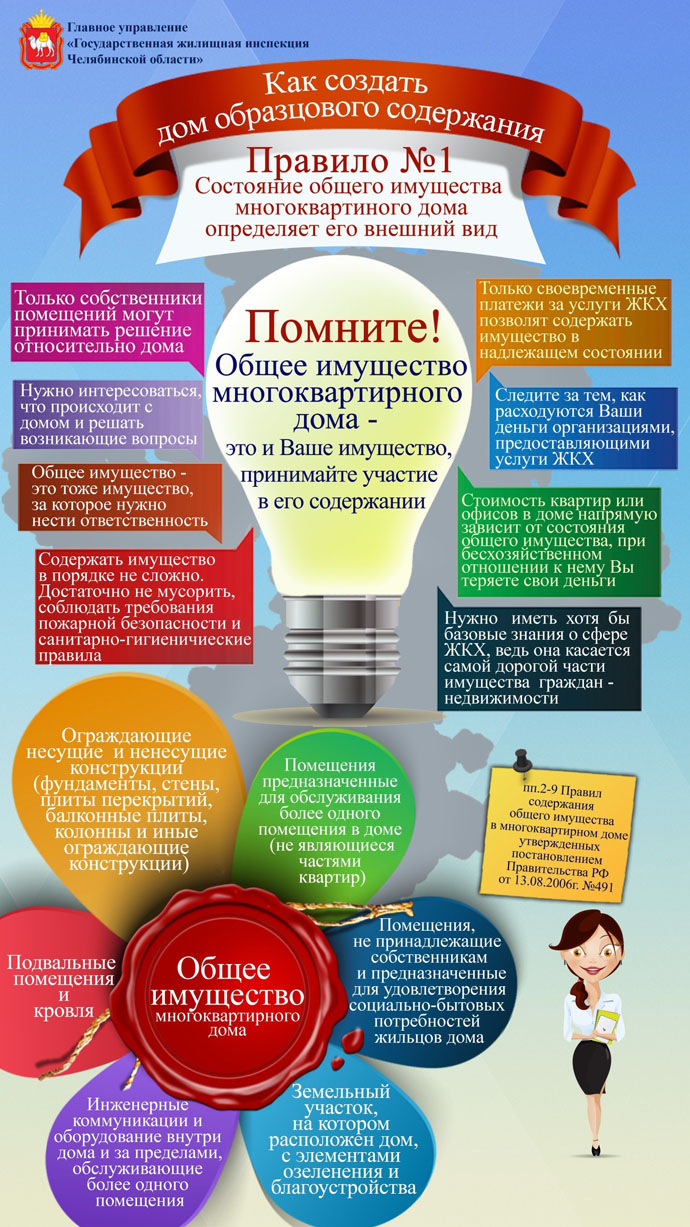 Главное управление
«Государственная жилищная инспекция
Челябинской области»
Как создать
дом образцового содержания
Правило №1
Состояние общего имущества
многоквартиного дома
определяет его внешний вид
Только собственники
помещений могут
принимать решение
относительно дома
Нужно интересоваться,
что происходит с
домом и решать
возникающие вопросы
Общее имущество -
это тоже имущество,
за которое нужно
нести ответственность
Содержать имущество
в порядке не сложно.
Достаточно не мусорить,
соблюдать требования
пожарной безопасности и
санитарно-гигиеничические
правила
Помните!
Общее имущество
многоквартирного
дома -
это и Ваше имущество,
принимайте участие
в его содержании
Только своевременные
платежи за услуги ЖКХ
позволят содержать
имущество в
надлежащем состоянии
Следите за тем, как
расходуются Ваши
деньги организациями,
предоставляющими
услуги ЖКХ
Стоимость квартир или
офисов в доме напрямую
зависит от состояния
общего имущества, при
бесхозяйственном
отношении к нему Вы
теряете свои деньги
Нужно иметь хотя бы
базовые знания о сфере
ЖКХ, ведь она касается
самой дорогой части
имущества граждан -
недвижимости
Ограждающие
несущие и ненесущие
конструкции
(фундаменты, стены,
плиты перекрытий,
балконные плиты,
колонны и иные
ограждающие
конструкции)
Помещения
предназначенные
для обслуживания
более одного
помещения в доме
(не являющиеся
частями
квартир)
пп.2-9 Правил
содержания
общего имущества
в многоквартирном доме
утвержденных
постановлением
Правительства РФ
от 13.08.2006г. №491
Подвальные
помещения
и
кровля
Общее
имущество
многоквартирного
дома
Помещения,
не принадлежащие
собственникам
и предназначенные
для удовлетворения
социально-бытовых
потребностей
жильцов дома
Инженерные
коммуникации и
оборудование внутри
дома и за пределами,
обслуживающие
более одного
помещения
Земельный
участок,
на котором
расположен дом,
с элементами
озеленения и
благоустройства